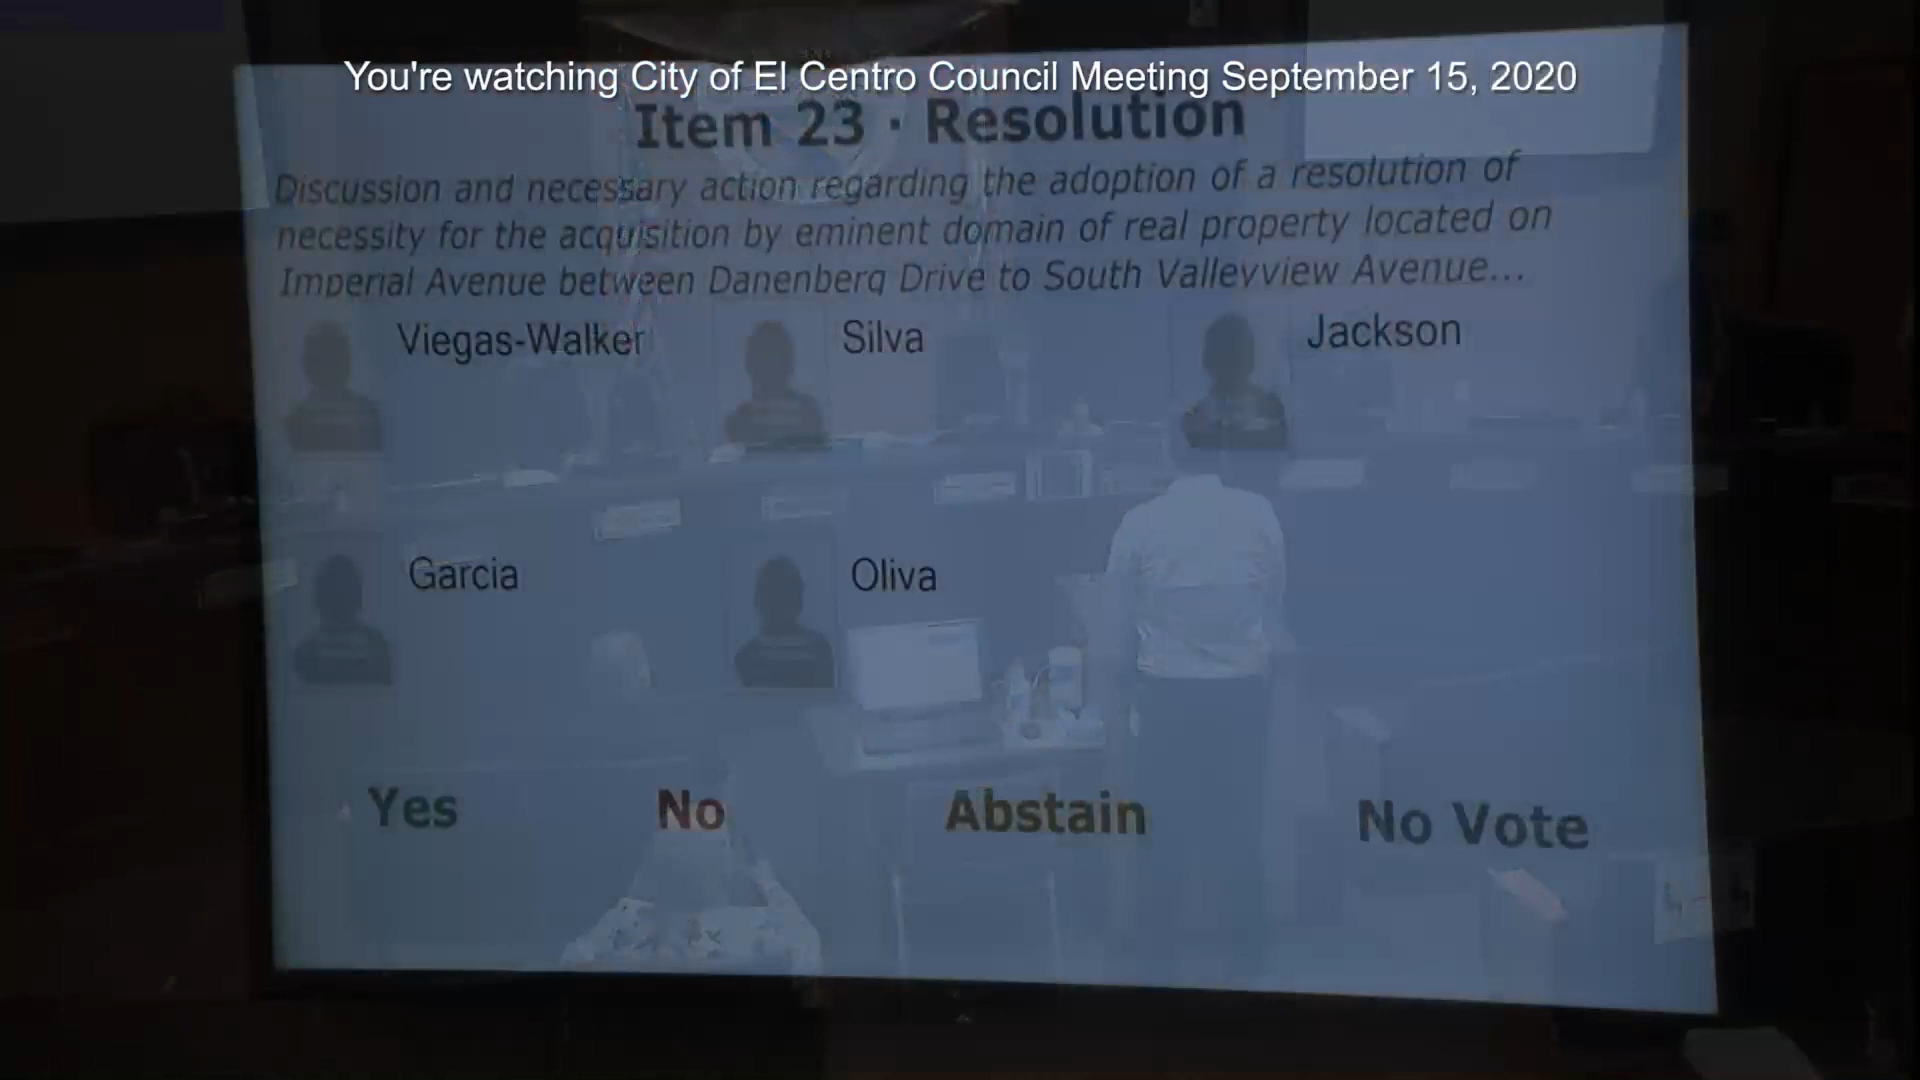 You're watching City of El Centro Council Meeting September 15, 2020
Item 23 · Resolution
Discussion and necessary action regarding the adoption of a resolution of
necessity for the acquisition by eminent domain of real property located on
Imperial Avenue between Danenberg Drive to South Valleyview Avenue...
Viegas-Walker Silva Jackson
Garcia Oliva
Yes No Abstain No Vote